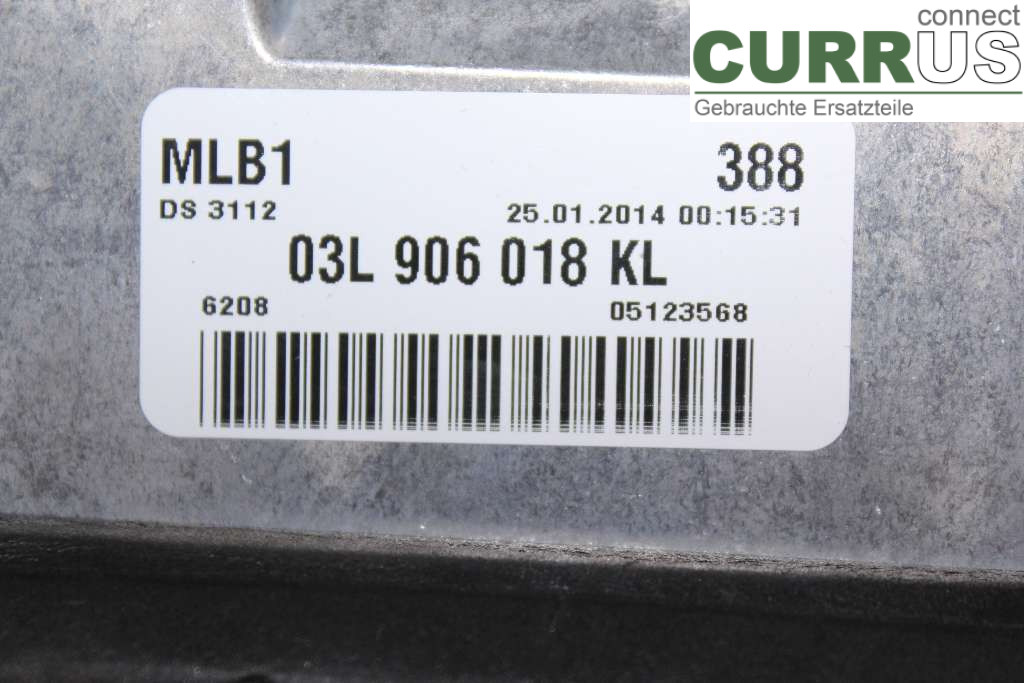 connect
CURRUS
Gebrauchte Ersatzteile
MLB1 388
DS 3112 25.01.2014 00:15:31
03L 906 018 KL
6208 05123568